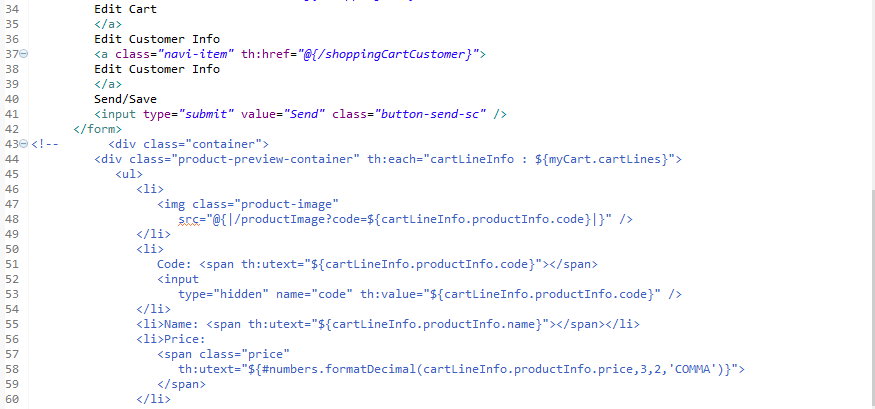 34 Edit Cart
35 </a>
36 Edit Customer Info
37 <a class="navi-item" th:href="@{/shoppingCartCustomer}">
38 Edit Customer Info
39 </a>
40 Send/Save
41 <input type="submit" value="Send" class="button-send-sc" />
42 </form>
43 <!-- <div class="container">
44 <div class="product-preview-container" th:each="cartLineInfo : ${myCart.cartLines}">
45 <ul>
46 <li>
47 <img class="product-image"
48 src="@{|/productImage?code=${cartLineInfo.productInfo.code}|}" />
49 </li>
50 <li>
51 Code: <span th:utext="${cartLineInfo.productInfo.code}"></span>
52 <input
53 type="hidden" name="code" th:value="${cartLineInfo.productInfo.code}" />
54 </li>
55 <li>Name: <span th:utext="${cartLineInfo.productInfo.name}"></span></li>
56 <li>Price:
57 <span class="price"
58 th:utext="${#numbers.formatDecimal(cartLineInfo.productInfo.price,3,2,'COMMA')}">
59 </span>
60 </li>